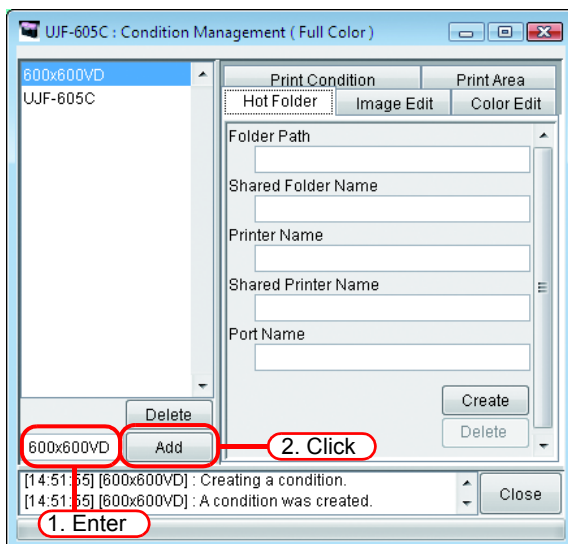 UJF-605C : Condition Management ( Full Color )
600x600VD
UJF-605C
Print Condition
Print Area
Hot Folder
Image Edit
Color Edit
Folder Path
Shared Folder Name
Printer Name
Shared Printer Name
Port Name
Create
Delete
Delete
600x600VD
Add
2. Click
[14:51:55] [600x600VD] : Creating a condition.
[14:51:55] [600x600VD] : A condition was created.
Close
1. Enter